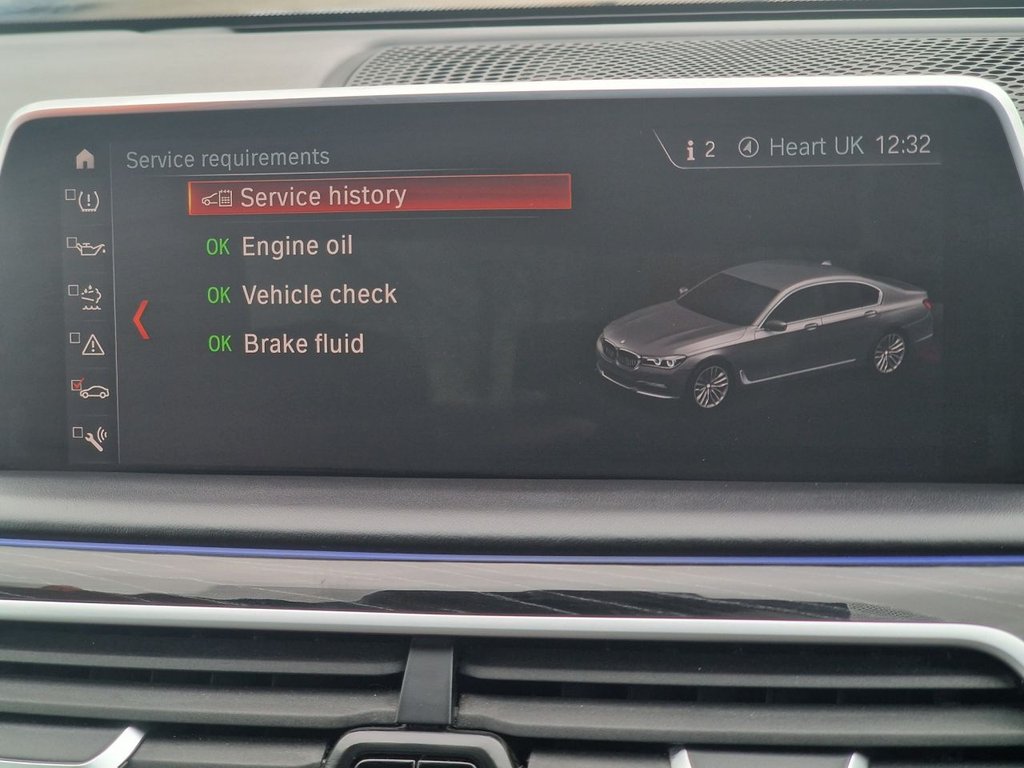 Service requirements
i 2 Heart UK 12:32
Service history
OK Engine oil
OK Vehicle check
OK Brake fluid